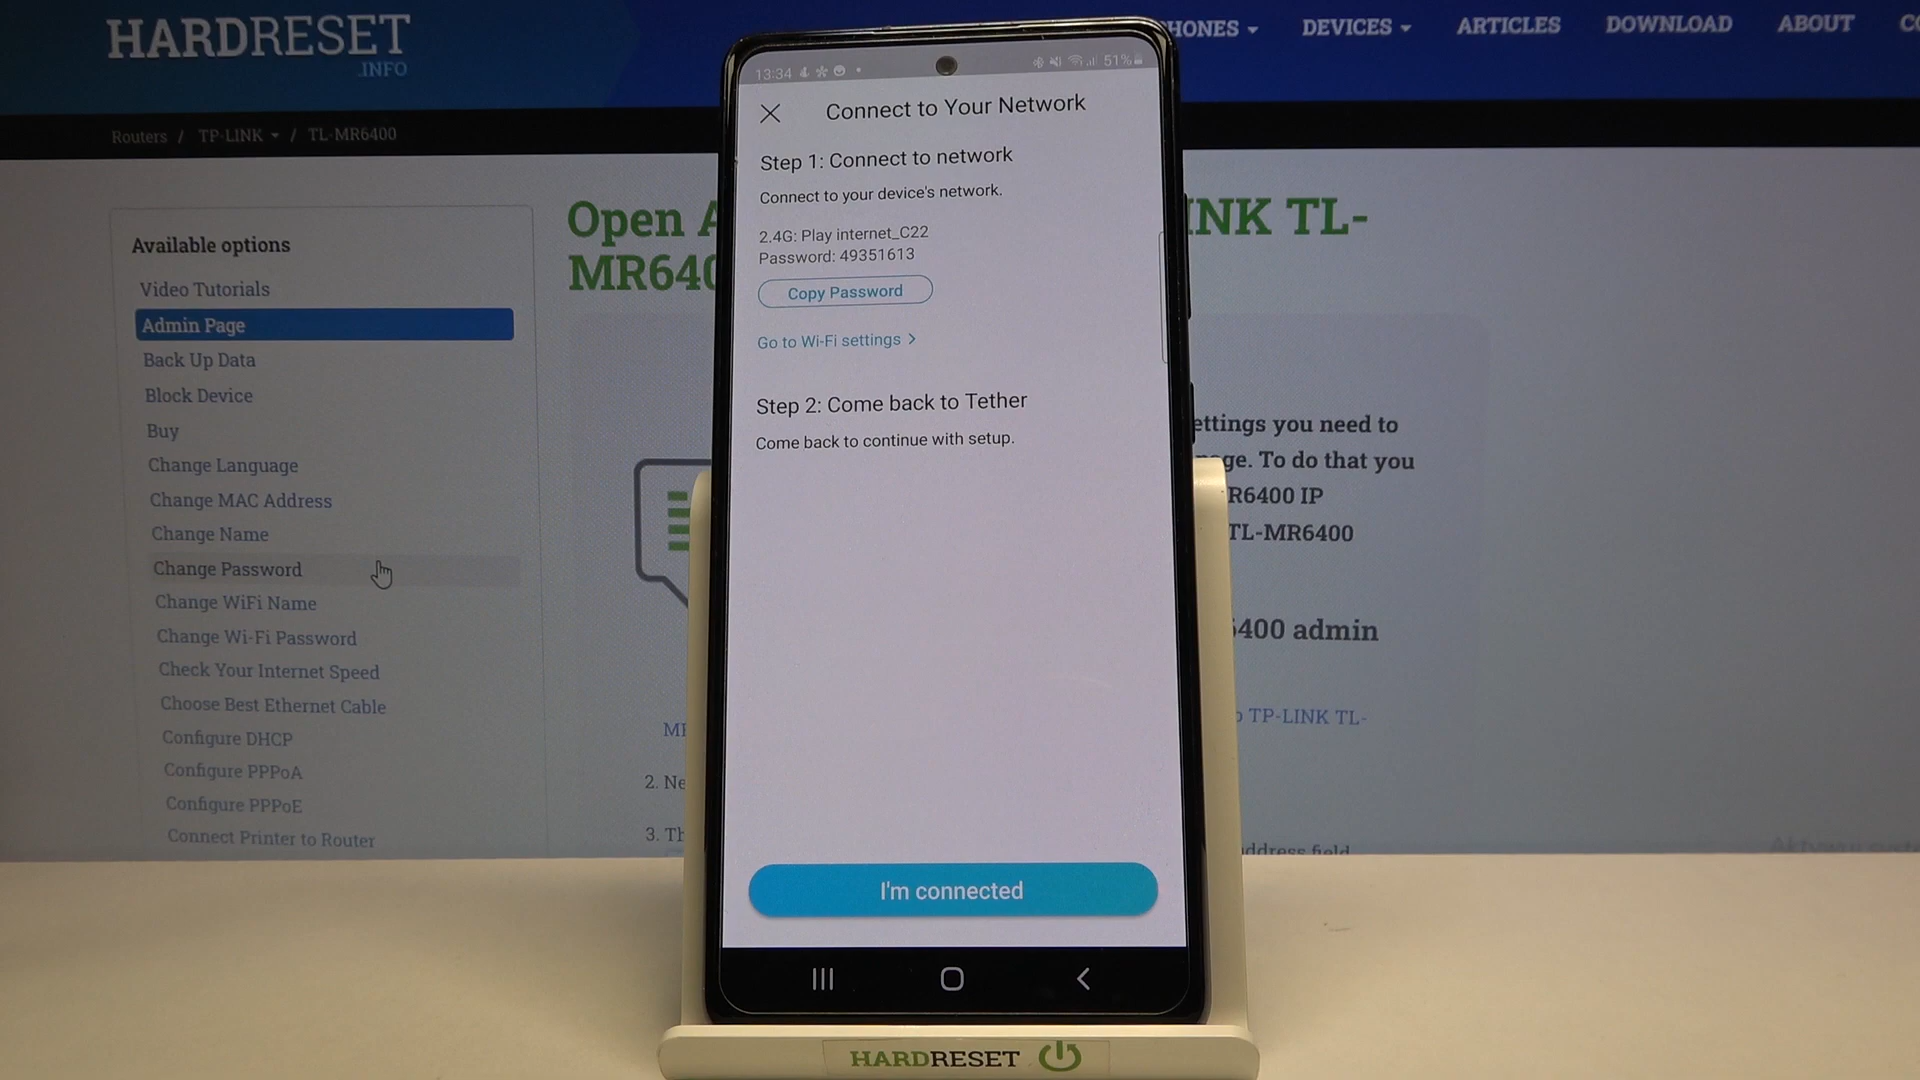 HARDRESET
.INFO
PHONES
DEVICES
ARTICLES
DOWNLOAD
ABOUT
Routers / TP-LINK / TL-MR6400
Available options
Video Tutorials
Admin Page
Back Up Data
Block Device
Buy
Change Language
Change MAC Address
Change Name
Change Password
Change WiFi Name
Change Wi-Fi Password
Check Your Internet Speed
Choose Best Ethernet Cable
Configure DHCP
Configure PPPoA
Configure PPPoE
Connect Printer to Router
Open
INK TL-
MR640
ettings you need to
ge. To do that you
R6400 IP
TL-MR6400
400 admin
TP-LINK TL-
2. Ne
3. Th
address field
13:34
51%
Connect to Your Network
Step 1: Connect to network
Connect to your device's network.
2.4G: Play internet_C22
Password: 49351613
Copy Password
Go to Wi-Fi settings >
Step 2: Come back to Tether
Come back to continue with setup.
I'm connected
HARDRESET